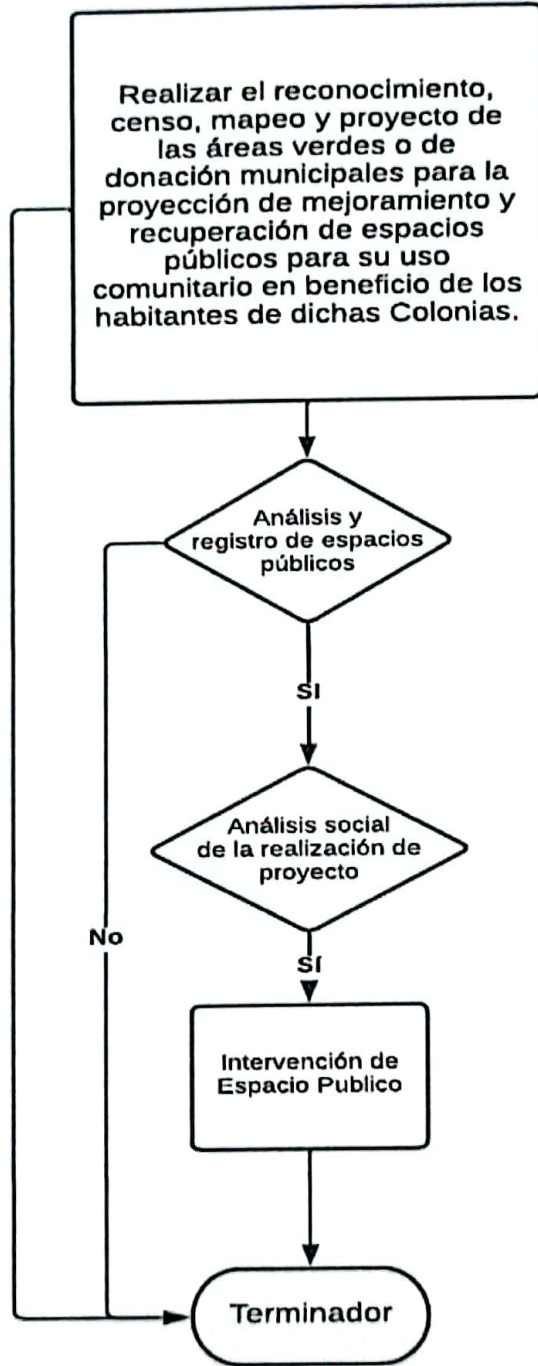 Realizar el reconocimiento,
censo, mapeo y proyecto de
las áreas verdes o de
donación municipales para la
proyección de mejoramiento y
recuperación de espacios
públicos para su uso
comunitario en beneficio de los
habitantes de dichas Colonias.
Análisis y
registro de espacios
públicos
SI
Análisis social
de la realización de
proyecto
No
SÍ
Intervención de
Espacio Publico
Terminador